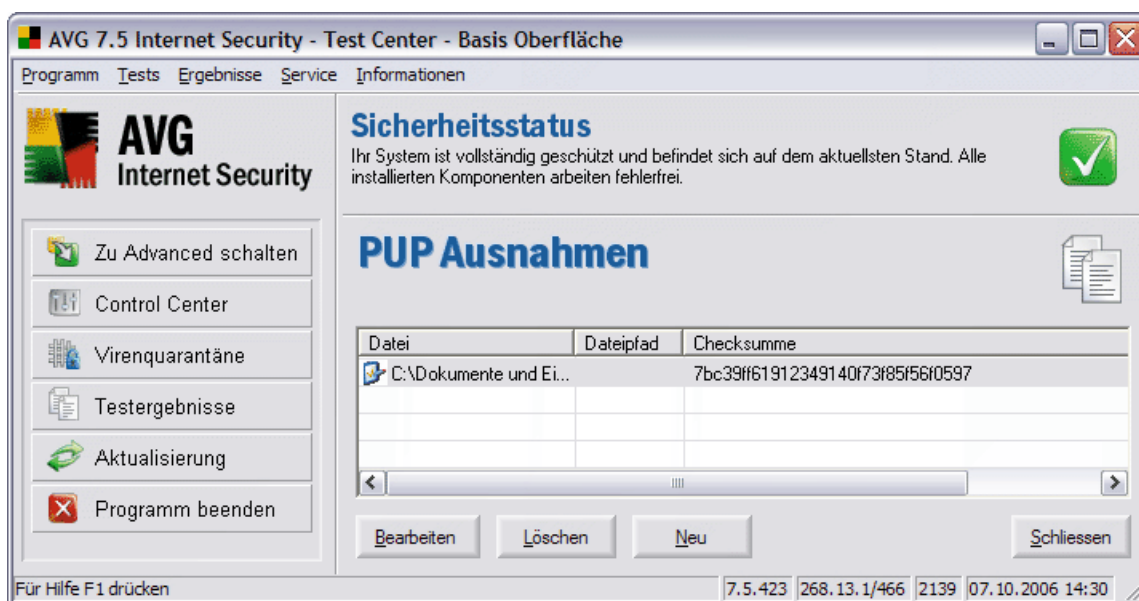 AVG 7.5 Internet Security - Test Center - Basis Oberfläche
Programm Tests Ergebnisse Service Informationen
AVG
Internet Security
Sicherheitsstatus
Ihr System ist vollständig geschützt und befindet sich auf dem aktuellsten Stand. Alle
installierten Komponenten arbeiten fehlerfrei.
Zu Advanced schalten
Control Center
Virenquarantäne
Testergebnisse
Aktualisierung
Programm beenden
PUP Ausnahmen
Datei Dateipfad Checksumme
C:\Dokumente und Ei... 7bc39ff61912349140f73f85f56f0597
Bearbeiten Löschen Neu Schliessen
Für Hilfe F1 drücken 7.5.423 268.13.1/466 2139 07.10.2006 14:30